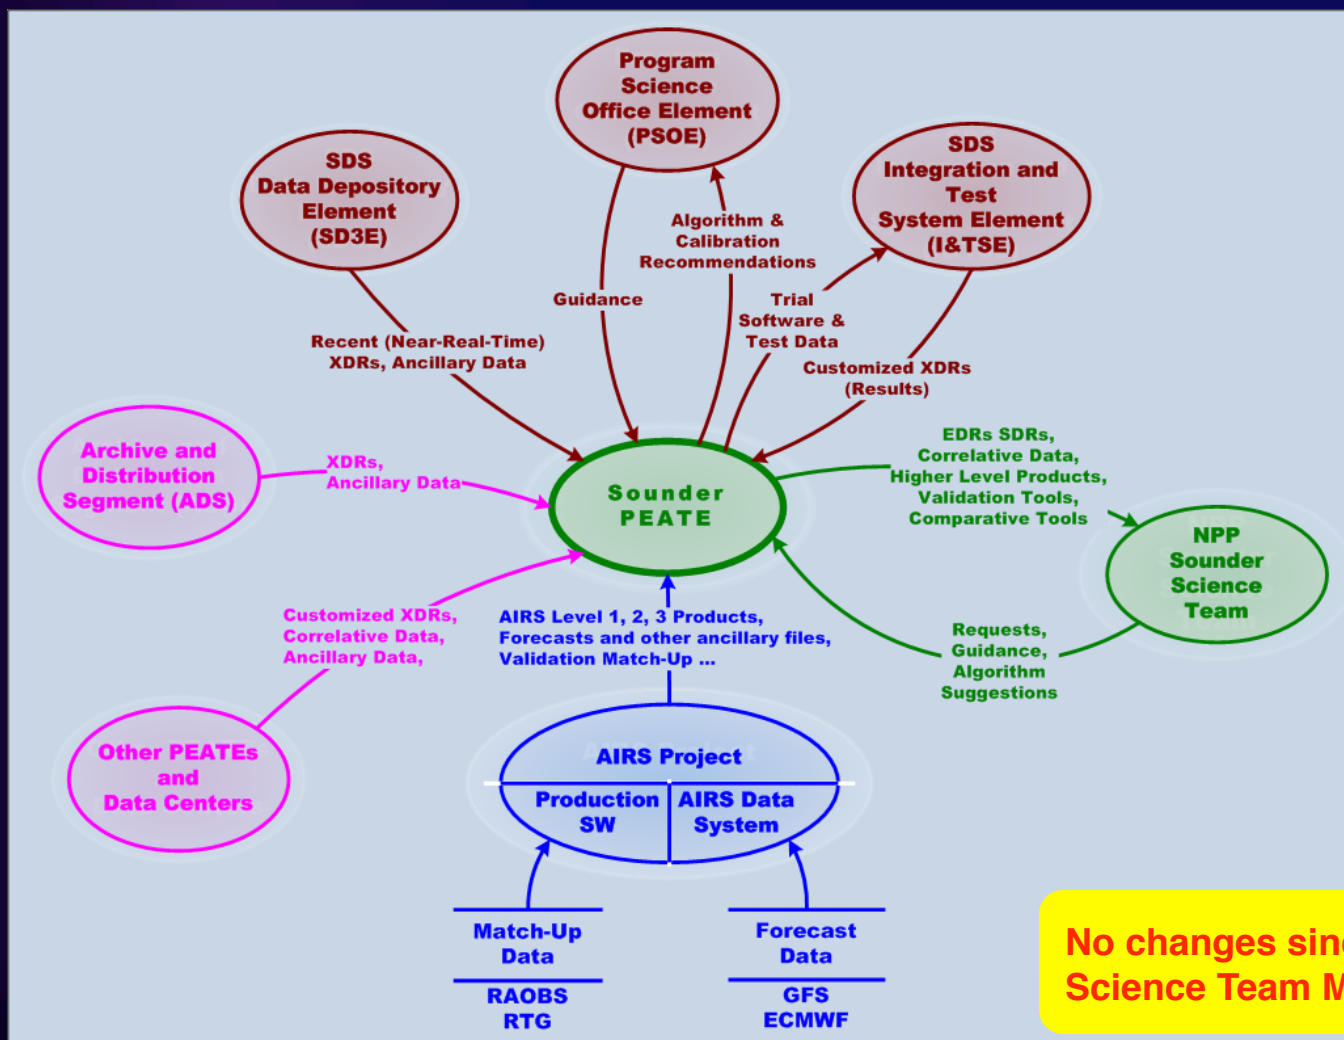 Program
Science
Office Element
(PSOE)
SDS
Data Depository
Element
(SD3E)
SDS
Integration and
Test
System Element
(I&TSE)
Algorithm &
Calibration
Recommendations
Guidance
Trial
Software &
Test Data
Recent (Near-Real-Time)
XDRs, Ancillary Data
Customized XDRs
(Results)
Archive and
Distribution
Segment (ADS)
XDRs,
Ancillary Data
Sounder
PEATE
EDRs SDRs,
Correlative Data,
Higher Level Products,
Validation Tools,
Comparative Tools
NPP
Sounder
Science
Team
Customized XDRs,
Correlative Data,
Ancillary Data,
AIRS Level 1, 2, 3 Products,
Forecasts and other ancillary files,
Validation Match-Up ...
Requests,
Guidance,
Algorithm
Suggestions
Other PEATEs
and
Data Centers
AIRS Project
Production
SW
AIRS Data
System
Match-Up
Data
RAOBS
RTG
Forecast
Data
GFS
ECMWF
No changes
Science Team